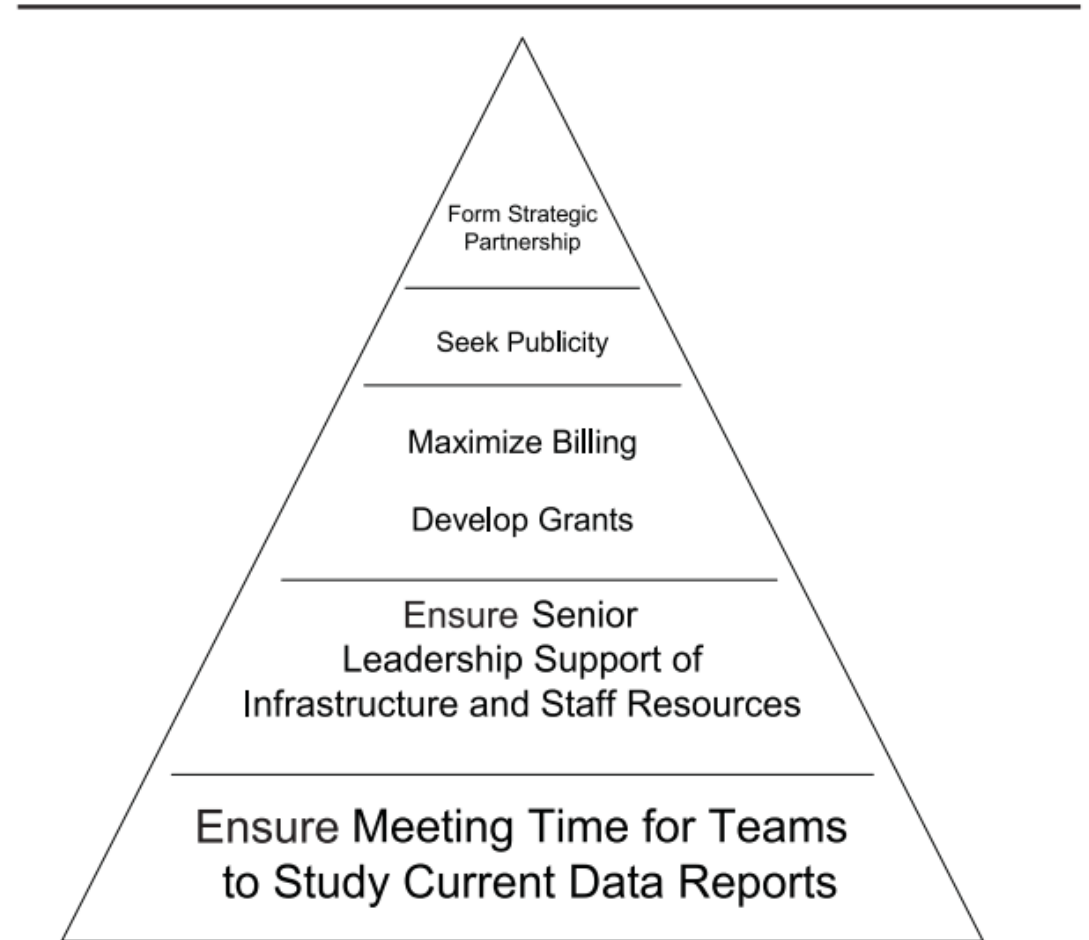 Form Strategic
Partnership
Seek Publicity
Maximize Billing
Develop Grants
Ensure Senior
Leadership Support of
Infrastructure and Staff Resources
Ensure Meeting Time for Teams
to Study Current Data Reports